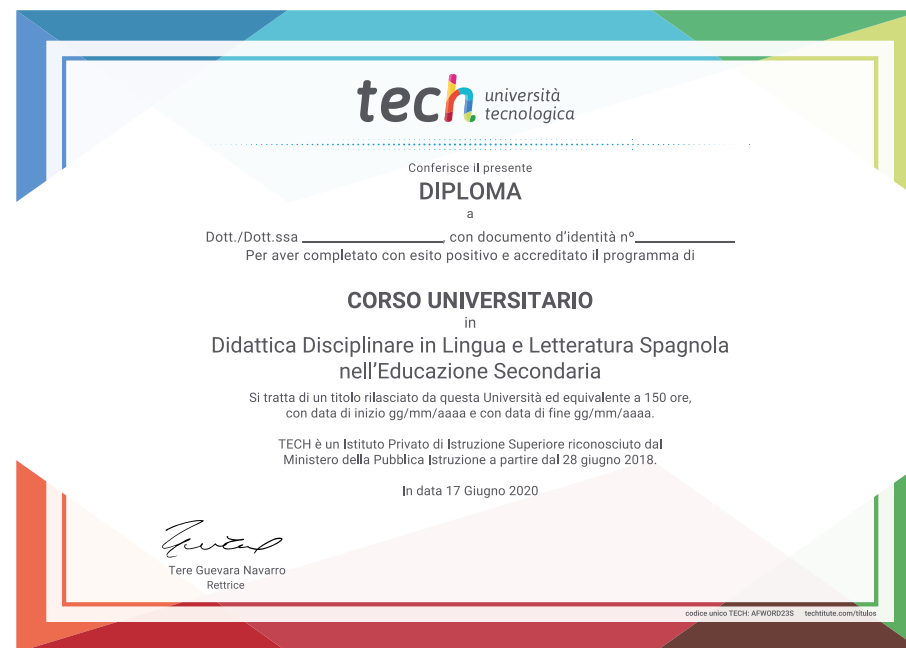 tech università
tecnologica
Conferisce il presente
DIPLOMA
a
Dott./Dott.ssa ____________________, con documento d'identità nº______________
Per aver completato con esito positivo e accreditato il programma di
CORSO UNIVERSITARIO
in
Didattica Disciplinare in Lingua e Letteratura Spagnola
nell'Educazione Secondaria
Si tratta di un titolo rilasciato da questa Università ed equivalente a 150 ore,
con data di inizio gg/mm/aaaa e con data di fine gg/mm/aaaa.
TECH è un Istituto Privato di Istruzione Superiore riconosciuto dal
Ministero della Pubblica Istruzione a partire dal 28 giugno 2018.
In data 17 Giugno 2020
Tere Guevara Navarro
Rettrice
codice unico TECH: AFWORD23S techtitute.com/titulos